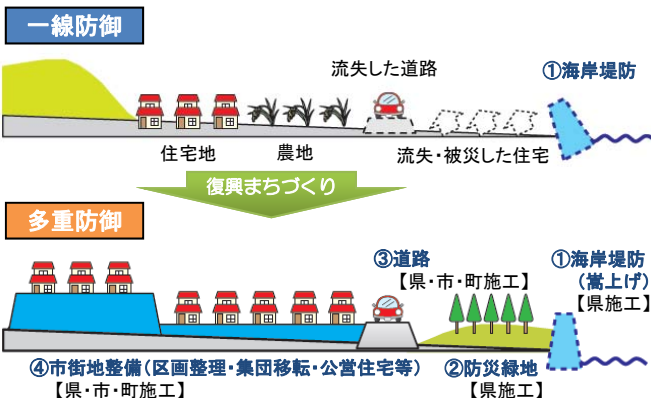 一線防御
流失した道路
①海岸堤防
住宅地
農地
流失・被災した住宅
復興まちづくり
多重防御
③道路
【県・市・町施工】
①海岸堤防
（嵩上げ）
【県施工】
④市街地整備（区画整理・集団移転・公営住宅等）
【県・市・町施工】
②防災緑地
【県施工】